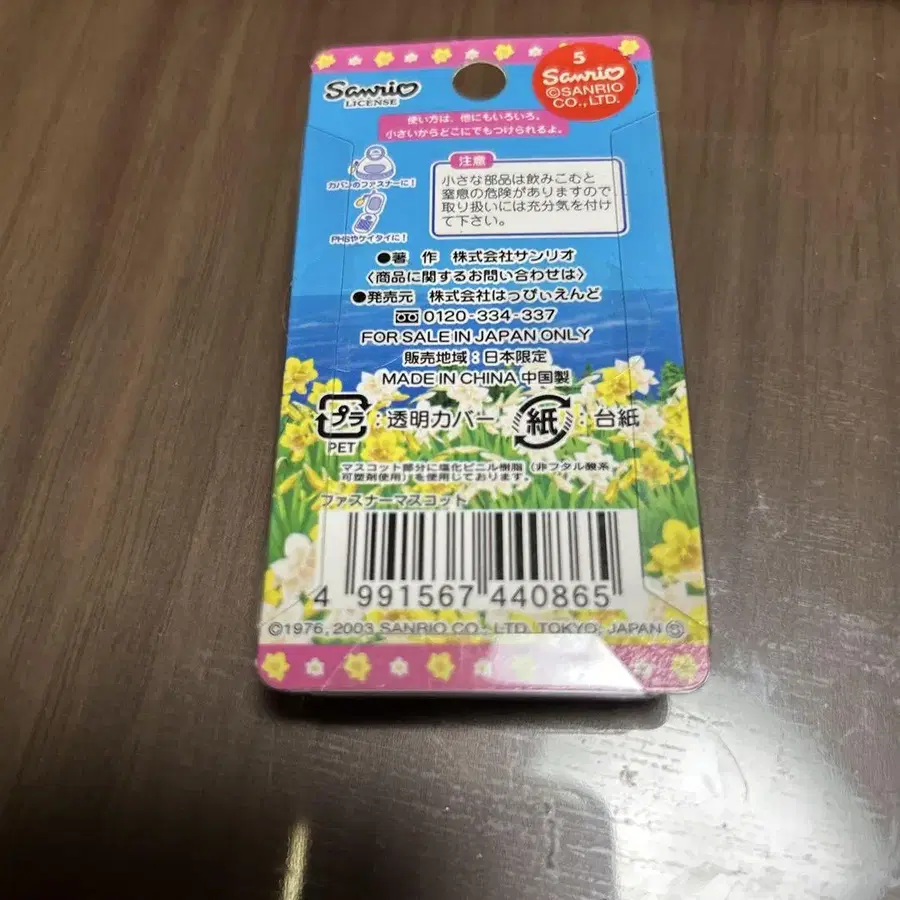 Sanrio
LICENSE
5
Sanrio
©SANRIO
CO., LTD.
使い方は、他にもいろいろ。
小さいからどこにでもつけられるよ。
カバンのファスナーに!
PHSやケイタイに!
注意
小さな部品は飲みこむと
窒息の危険がありますので
取り扱いには充分気を付け
て下さい。
●著 作 株式会社サンリオ
〈商品に関するお問い合わせは〉
●発売元 株式会社はっぴぃえんど
0120-334-337
FOR SALE IN JAPAN ONLY
販売地域:日本限定
MADE IN CHINA 中国製
プラ:透明カバー 紙:台紙
PET
マスコット部分に塩化ビニル樹脂(非フタル酸系
可塑剤使用)を使用しております。
ファスナーマスコット
4 991567 440865
©1976, 2003 SANRIO CO., LTD. TOKYO, JAPAN